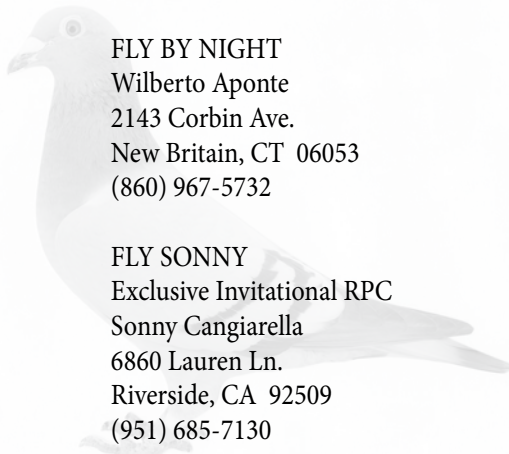 FLY BY NIGHT
Wilberto Aponte
2143 Corbin Ave.
New Britain, CT  06053
(860) 967-5732

FLY SONNY
Exclusive Invitational RPC
Sonny Cangiarella
6860 Lauren Ln.
Riverside, CA  92509
(951) 685-7130